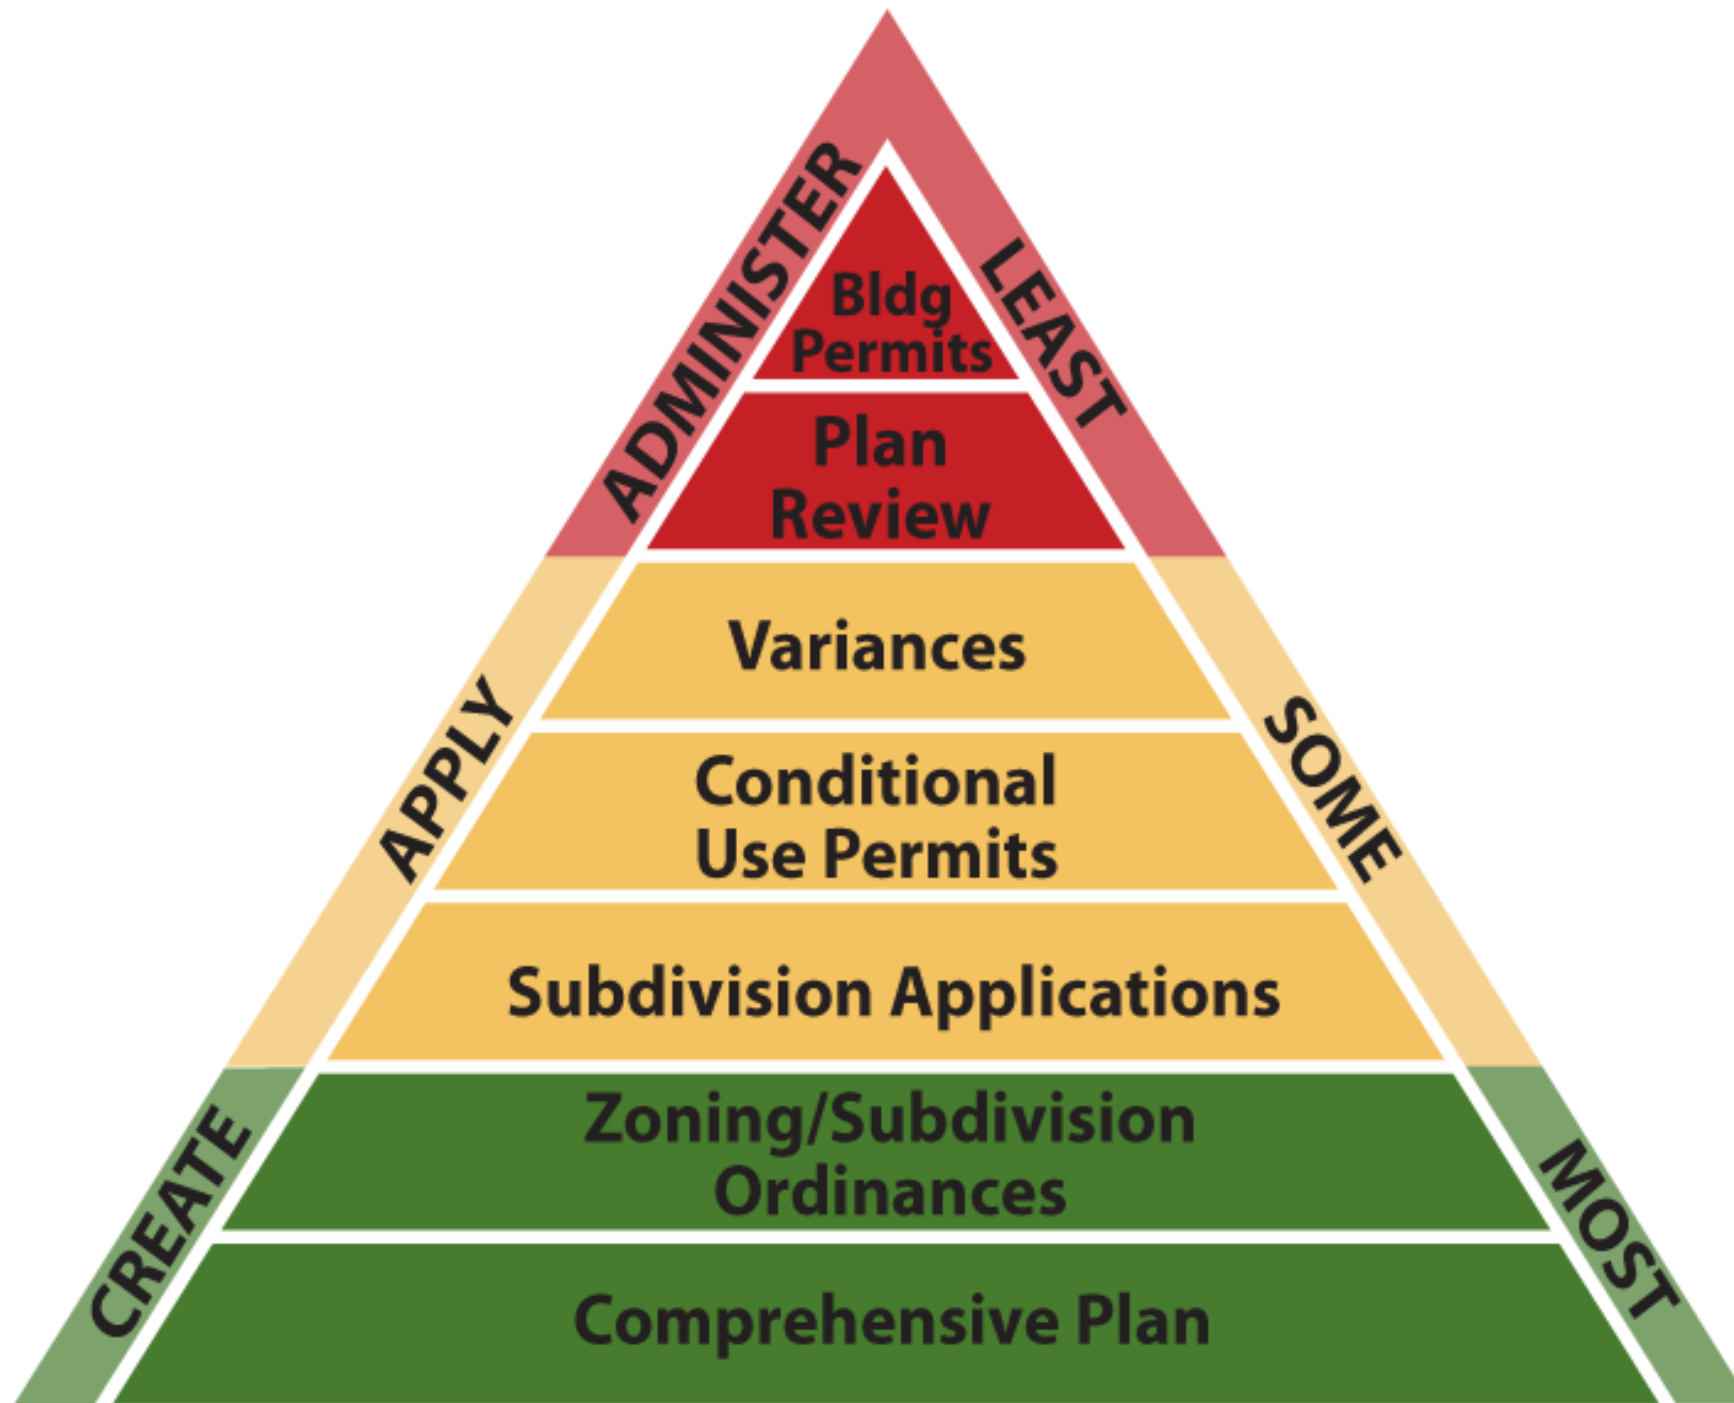 ADMINISTER
LEAST
Bldg
Permits
Plan
Review
APPLY
SOME
Variances
Conditional
Use Permits
Subdivision Applications
CREATE
MOST
Zoning/Subdivision
Ordinances
Comprehensive Plan